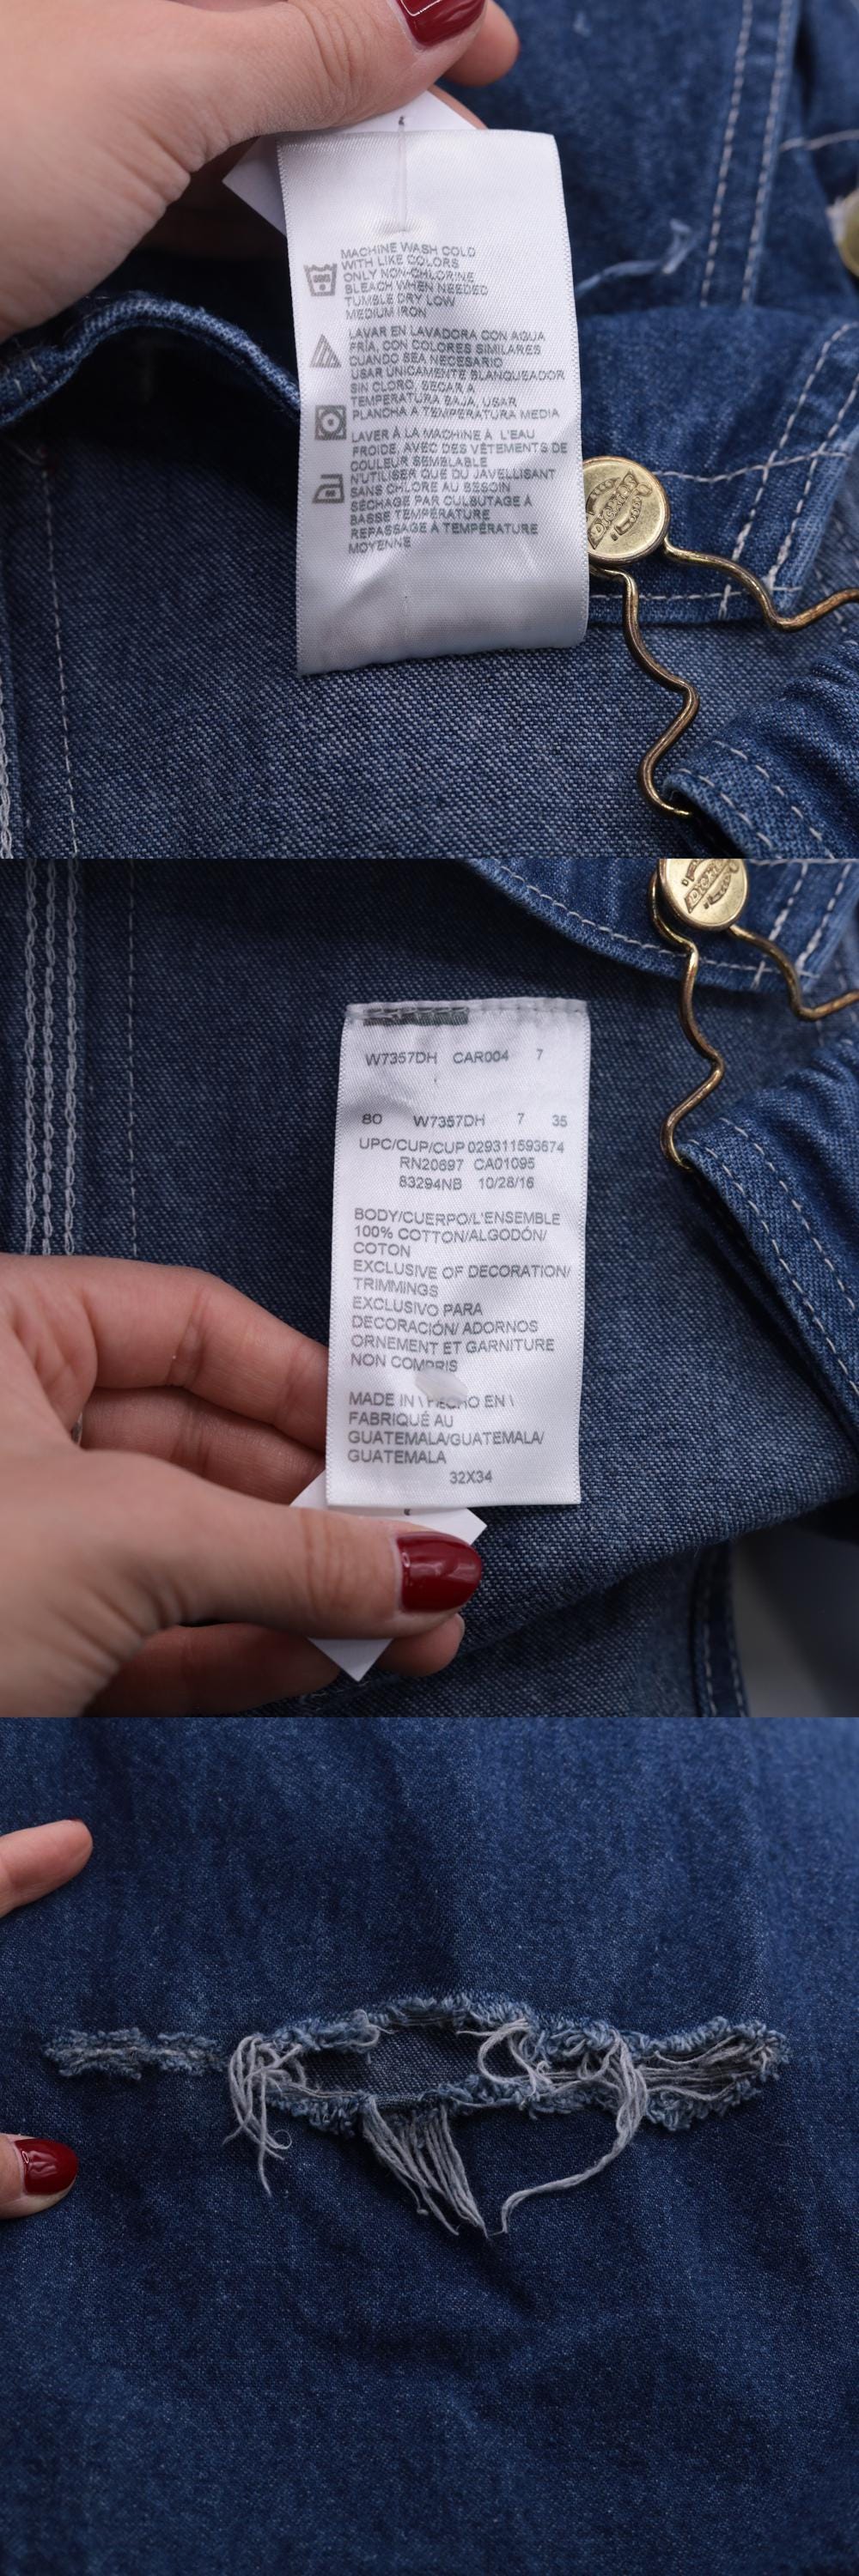 MACHINE WASH COLD
WITH LIKE COLORS
ONLY NON-CHLORINE
BLEACH WHEN NEEDED
TUMBLE DRY LOW
MEDIUM IRON
LAVAR EN LAVADORA CON AGUA
FRÍA, CON COLORES SIMILARES
CUANDO SEA NECESARIO
USAR UNICAMENTE BLANQUEADOR
SIN CLORO, SECAR A
TEMPERATURA BAJA, USAR
PLANCHA A TEMPERATURA MEDIA
LAVER À LA MACHINE À L'EAU
FROIDE, AVEC DES VÊTEMENTS DE
COULEUR SEMBLABLE
N'UTILISER QUE DU JAVELLISANT
SANS CHLORE AU BESOIN
SÉCHAGE PAR CULBUTAGE À
BASSE TEMPÉRATURE
REPASSAGE À TEMPÉRATURE
MOYENNE
Dickies
Dickies
W7357DH CAR004 7
80 W7357DH 7 35
UPC/CUP/CUP 029311593674
RN20697 CA01095
83294NB 10/28/16
BODY/CUERPO/L'ENSEMBLE
100% COTTON/ALGODÓN/
COTON
EXCLUSIVE OF DECORATION/
TRIMMINGS
EXCLUSIVO PARA
DECORACIÓN/ ADORNOS
ORNEMENT ET GARNITURE
NON COMPRIS
MADE IN \ HECHO EN \
FABRIQUÉ AU
GUATEMALA/GUATEMALA/
GUATEMALA
32X34